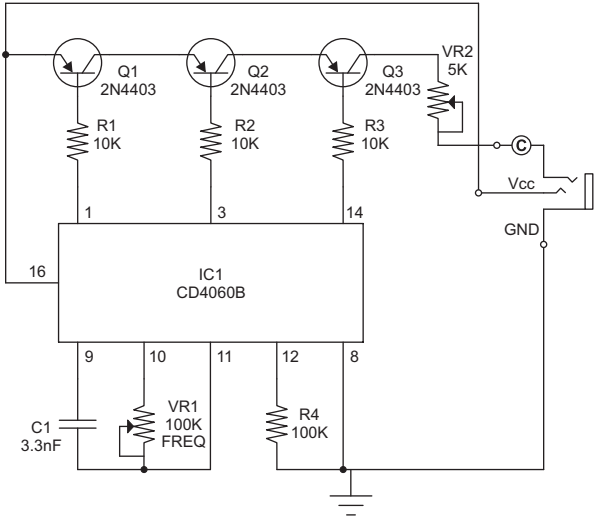 VR2
5K
Q1
2N4403
Q2
2N4403
Q3
2N4403
R1
10K
R2
10K
R3
10K
C
Vcc
GND
1
3
14
16
IC1
CD4060B
9
10
11
12
8
C1
3.3nF
VR1
100K
FREQ
R4
100K